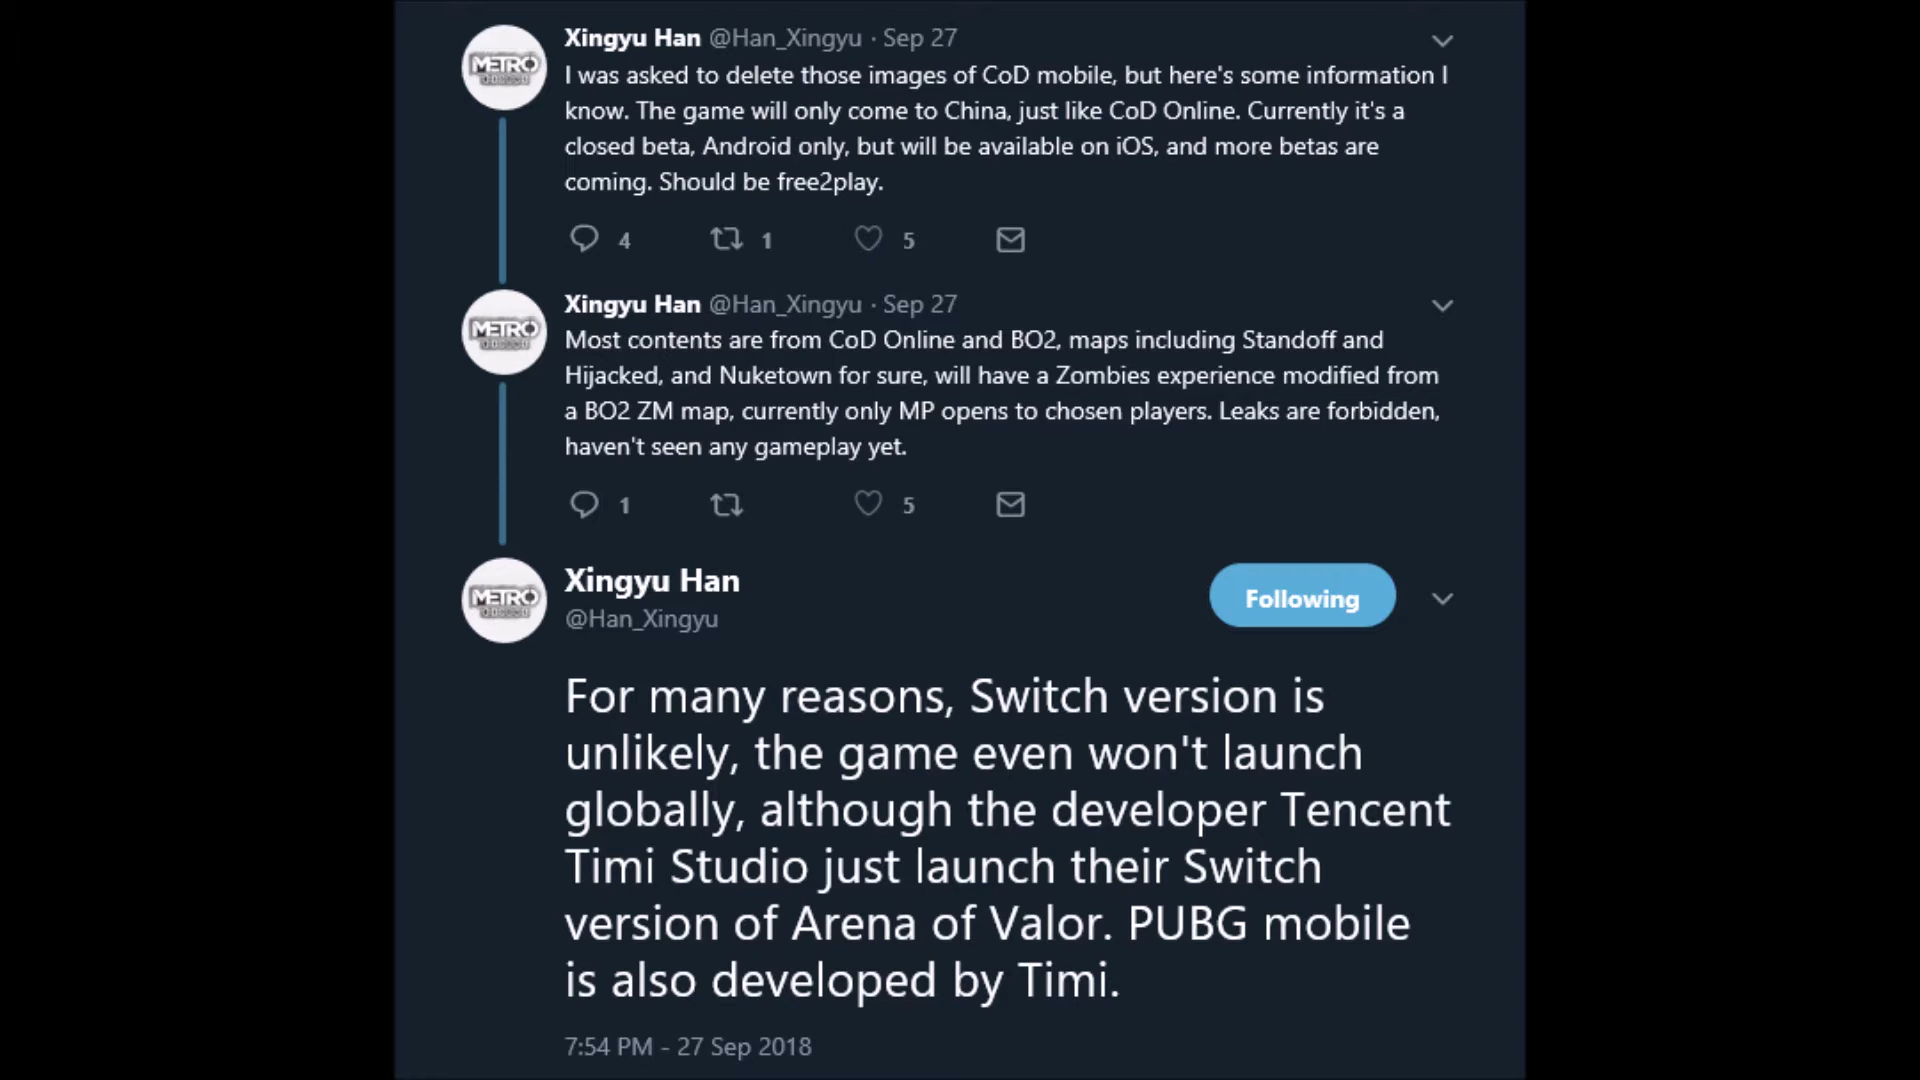 METRO
Xingyu Han @Han_Xingyu · Sep 27
I was asked to delete those images of CoD mobile, but here's some information I
know. The game will only come to China, just like CoD Online. Currently it's a
closed beta, Android only, but will be available on iOS, and more betas are
coming. Should be free2play.
4 1 5
METRO
Xingyu Han @Han_Xingyu · Sep 27
Most contents are from CoD Online and BO2, maps including Standoff and
Hijacked, and Nuketown for sure, will have a Zombies experience modified from
a BO2 ZM map, currently only MP opens to chosen players. Leaks are forbidden,
haven't seen any gameplay yet.
1 5
METRO
Xingyu Han
@Han_Xingyu
Following
For many reasons, Switch version is
unlikely, the game even won't launch
globally, although the developer Tencent
Timi Studio just launch their Switch
version of Arena of Valor. PUBG mobile
is also developed by Timi.
7:54 PM - 27 Sep 2018